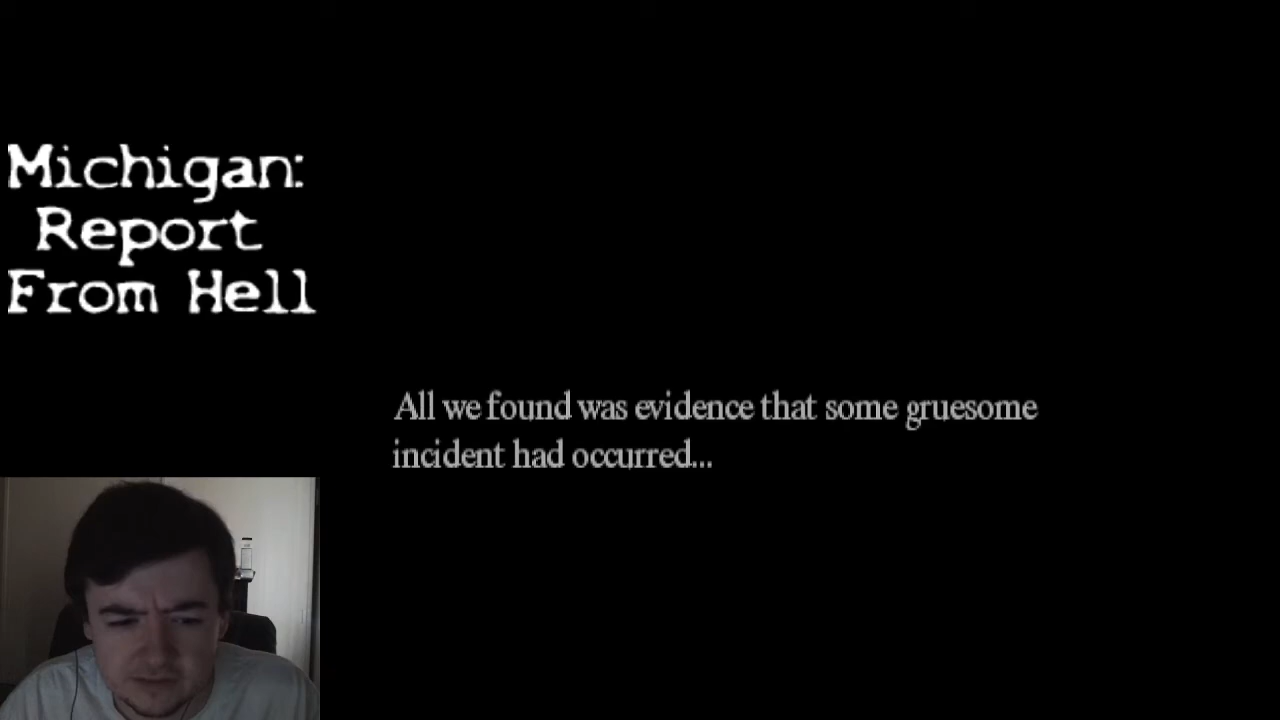 Michigan:
Report
From Hell
All we found was evidence that some gruesome
incident had occurred...